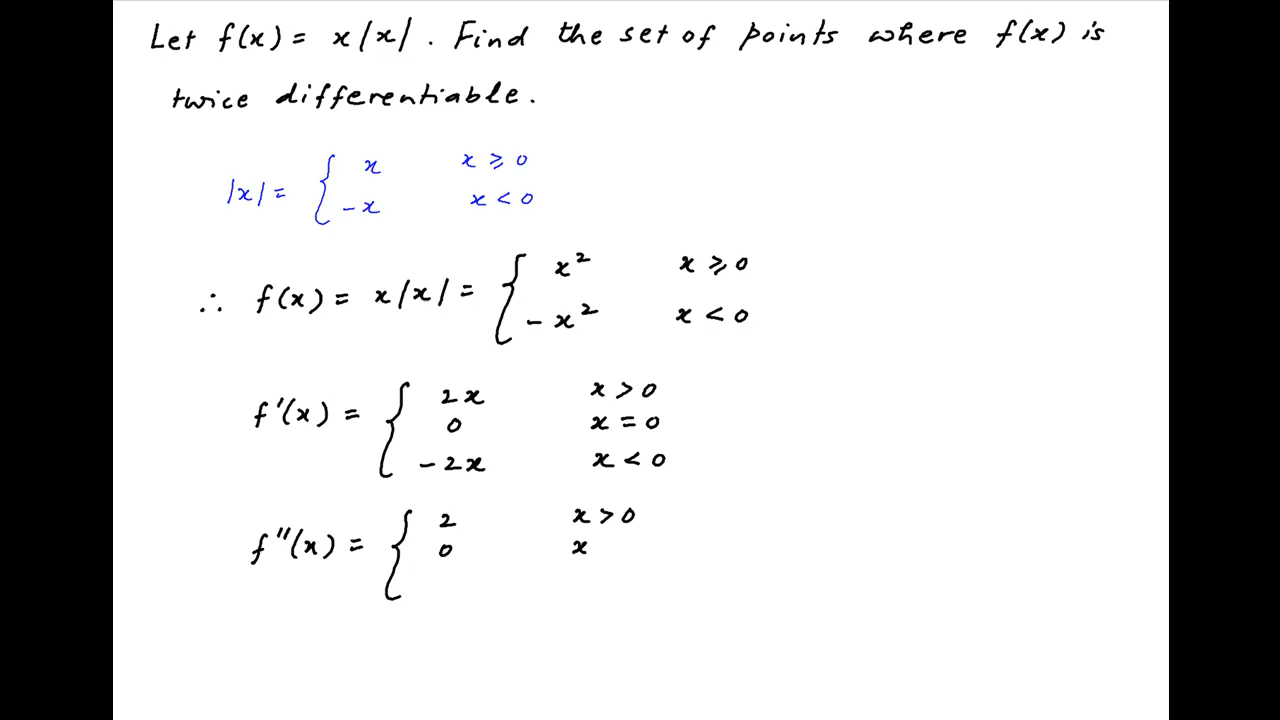 Let f(x) = x|x|. Find the set of points where f(x) is
twice differentiable.
|x| = { x x ⩾ 0
-x x < 0
∴ f(x) = x|x| = { x² x ⩾ 0
-x² x < 0
f'(x) = { 2x x > 0
0 x = 0
-2x x < 0
f''(x) = { 2 x > 0
0 x